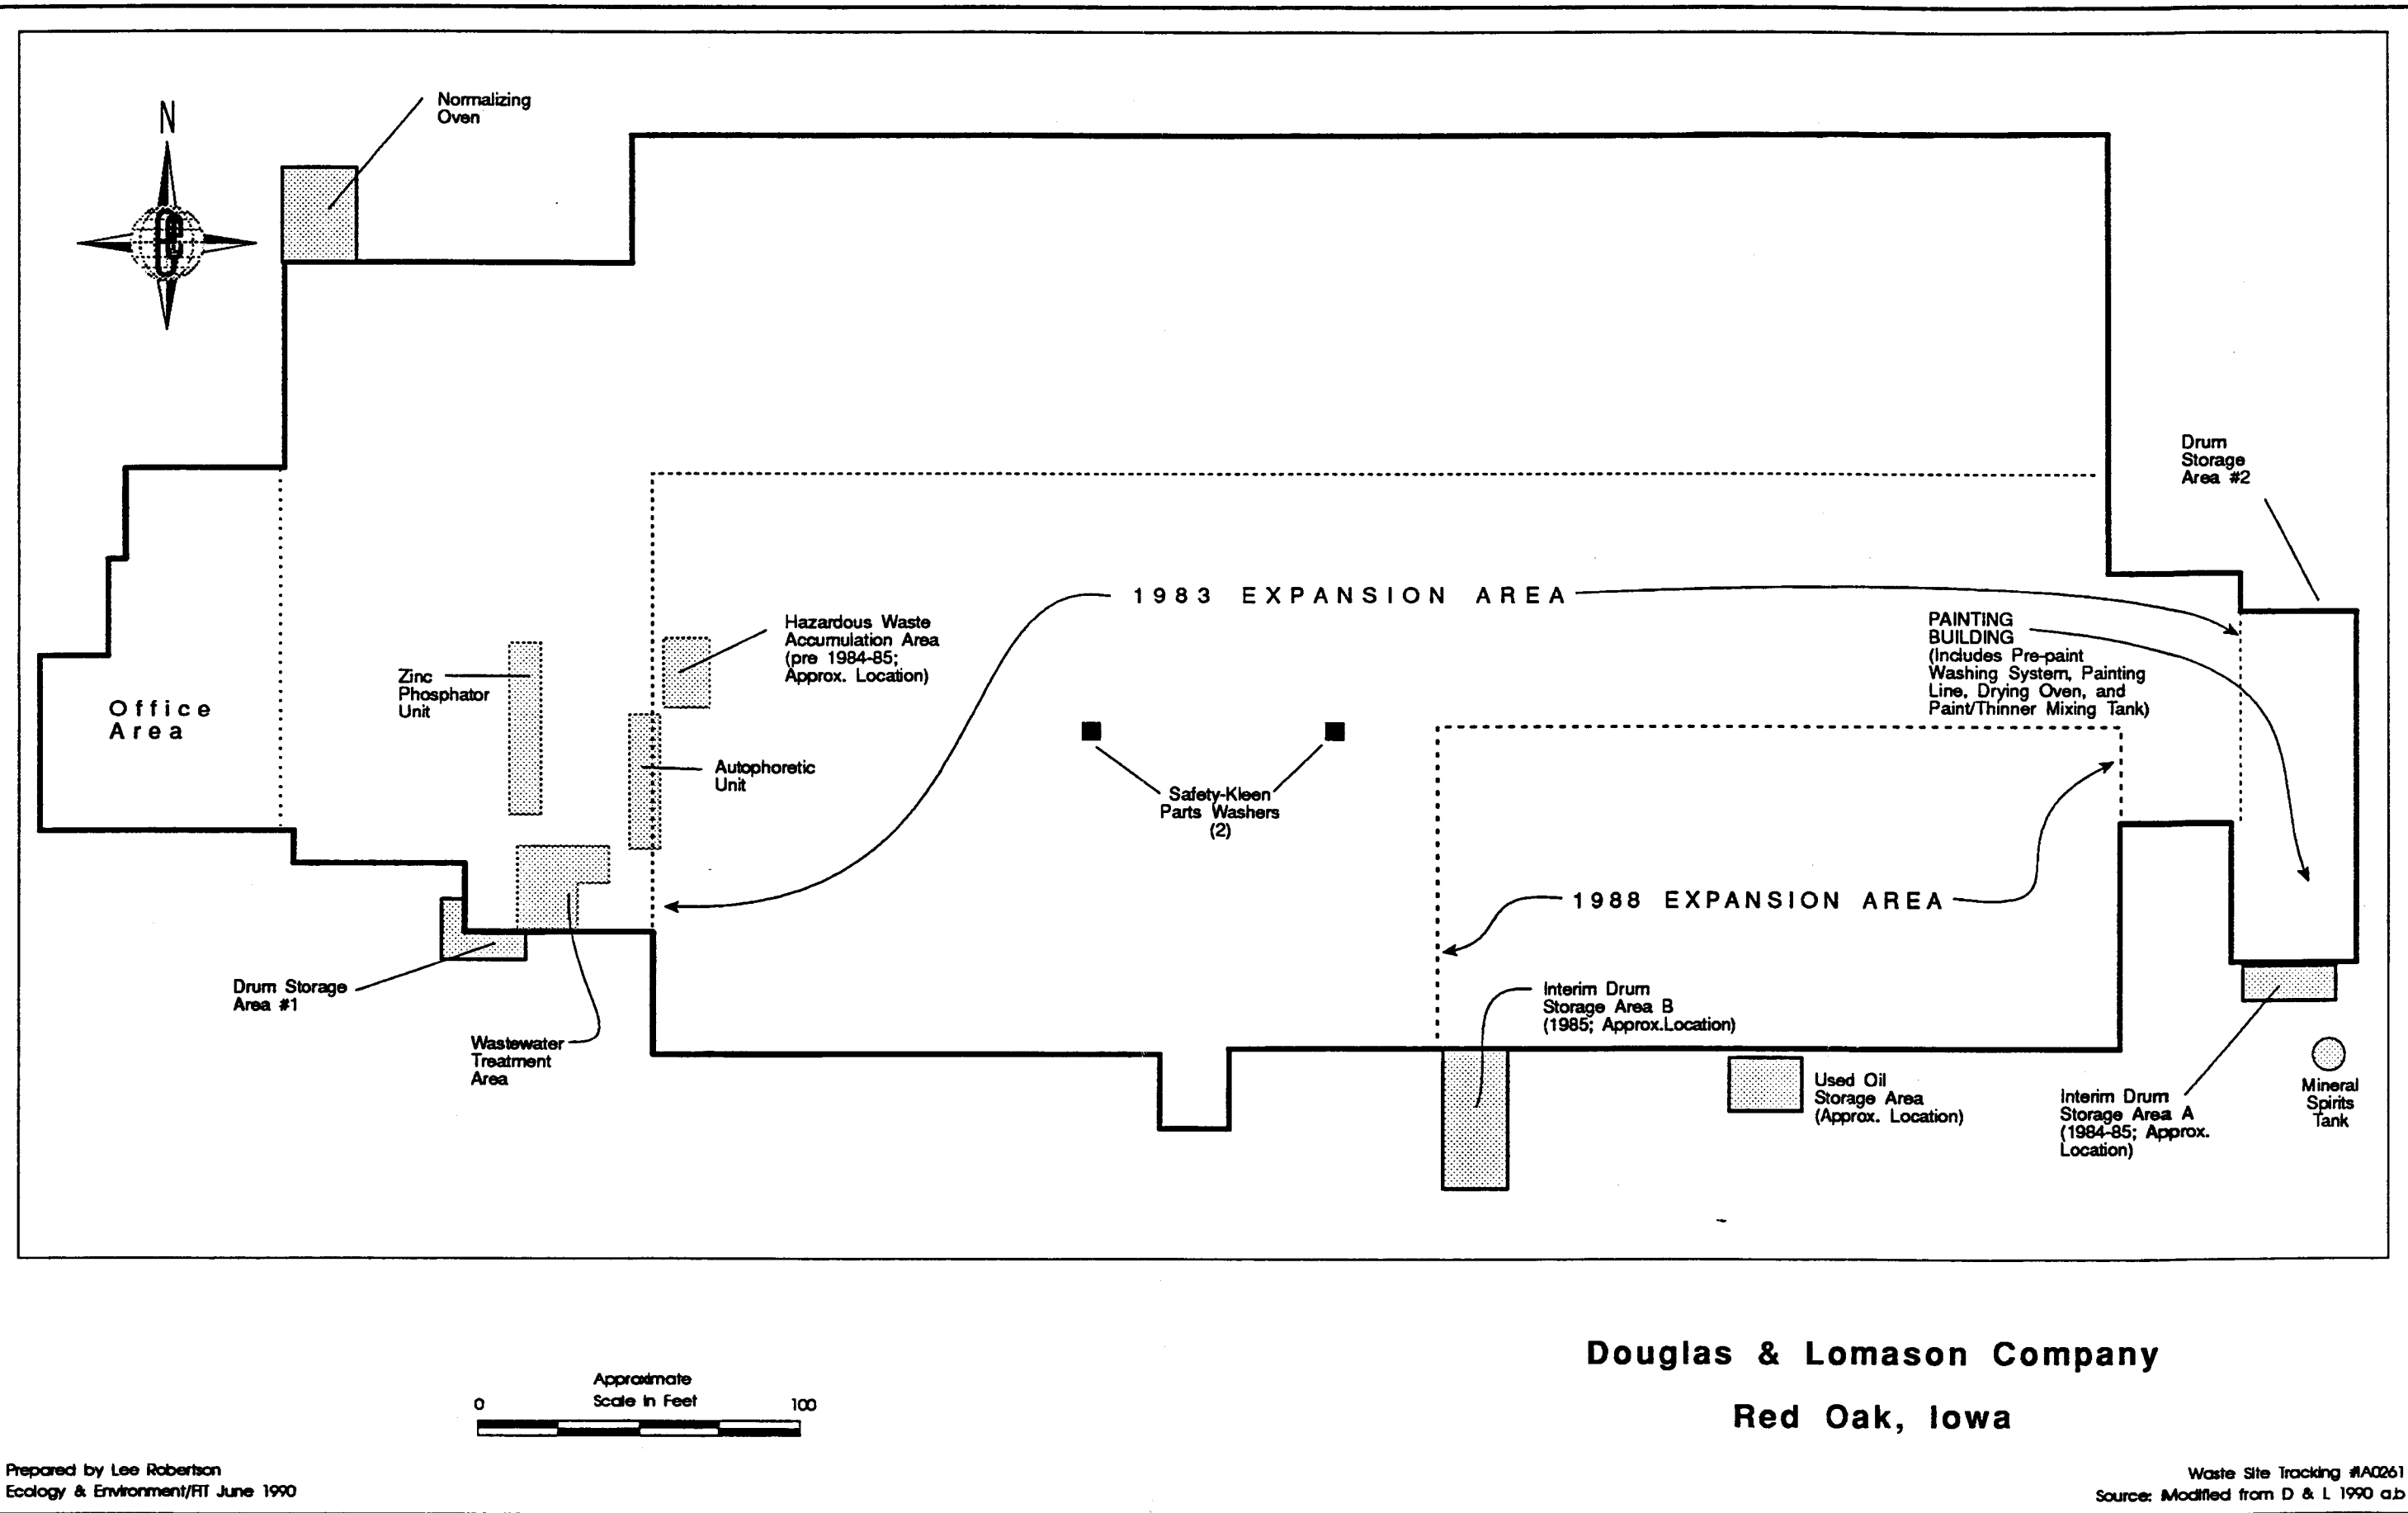 N
Normalizing
Oven
Drum
Storage
Area #2
1983 EXPANSION AREA
PAINTING
BUILDING
(Includes Pre-paint
Washing System, Painting
Line, Drying Oven, and
Paint/Thinner Mixing Tank)
Hazardous Waste
Accumulation Area
(pre 1984-85;
Approx. Location)
Zinc
Phosphator
Unit
Office
Area
Autophoretic
Unit
Safety-Kleen
Parts Washers
(2)
1988 EXPANSION AREA
Drum Storage
Area #1
Interim Drum
Storage Area B
(1985; Approx.Location)
Wastewater
Treatment
Area
Used Oil
Storage Area
(Approx. Location)
Interim Drum
Storage Area A
(1984-85; Approx.
Location)
Mineral
Spirits
Tank
Douglas & Lomason Company
Red Oak, Iowa
Approximate
Scale in Feet
0 100
Prepared by Lee Robertson
Ecology & Environment/FIT June 1990
Waste Site Tracking #IA0261
Source: Modified from D & L 1990 a,b